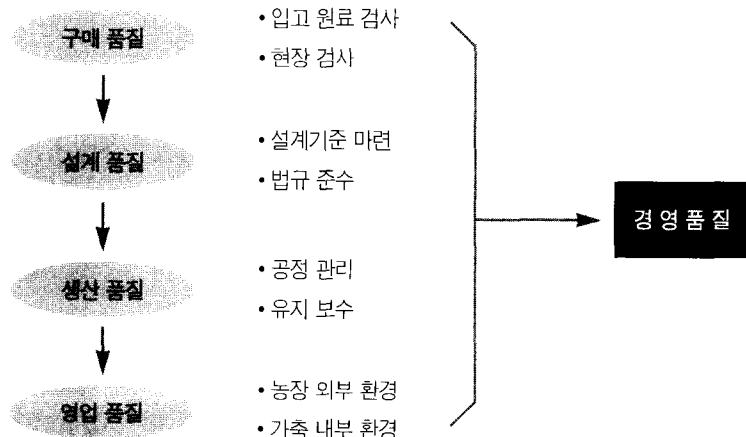 구매 품질
• 입고 원료 검사
• 현장 검사
설계 품질
• 설계기준 마련
• 법규 준수
경영품질
생산 품질
• 공정 관리
• 유지 보수
영업 품질
• 농장 외부 환경
• 가축 내부 환경